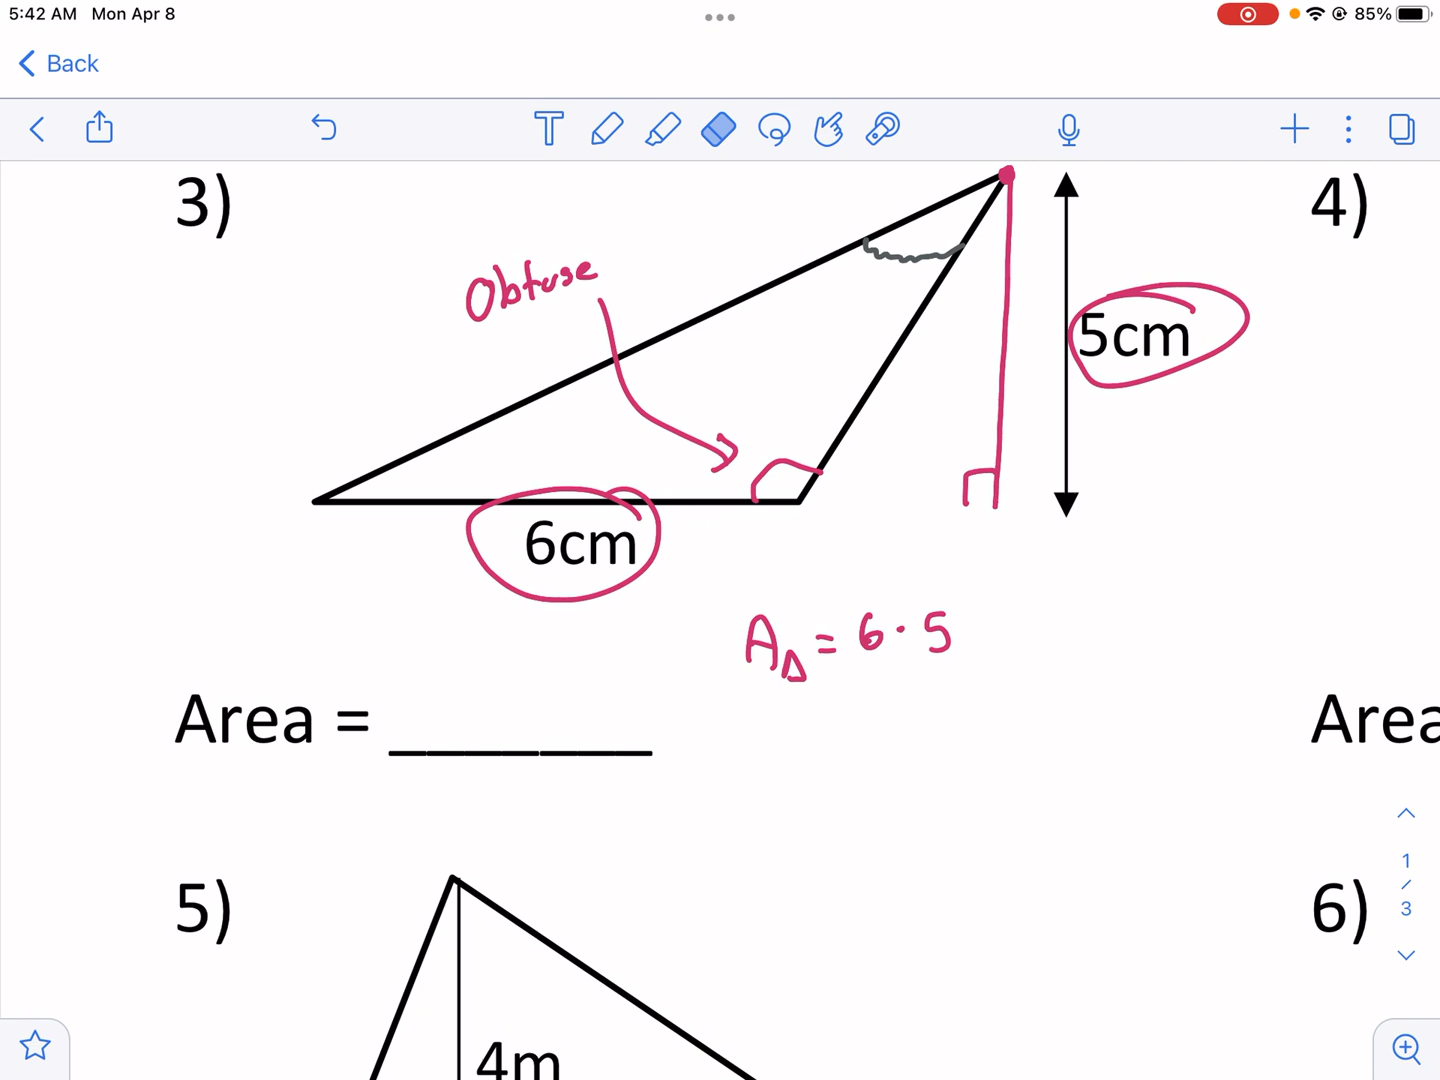 5:42 AM Mon Apr 8
85%
Back
T
3)
4)
Obtuse
5cm
6cm
A△ = 6 · 5
Area = _______
Area
1
/
3
5)
6)
4m